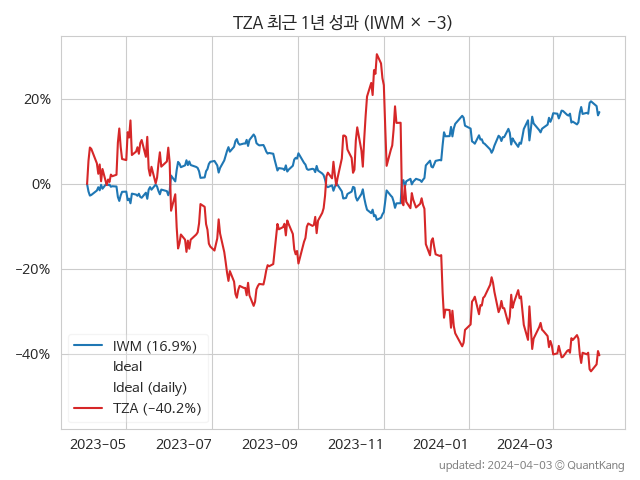 TZA 최근 1년 성과 (IWM × −3)
20%
0%
−20%
−40%
IWM (16.9%)
Ideal
Ideal (daily)
TZA (−40.2%)
2023-05
2023-07
2023-09
2023-11
2024-01
2024-03
updated: 2024-04-03 © QuantKang